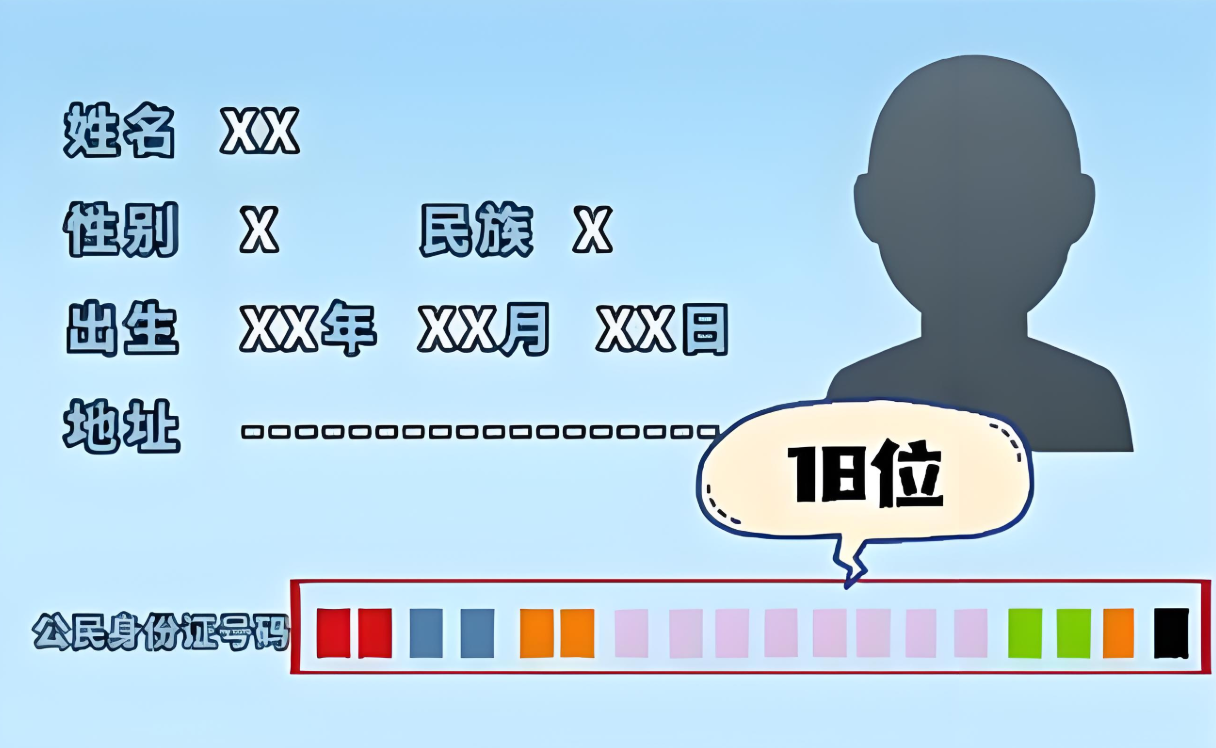 姓名 XX
性别 X 民族 X
出生 XX年 XX月 XX日
地址 ------------------
18位
公民身份证号码